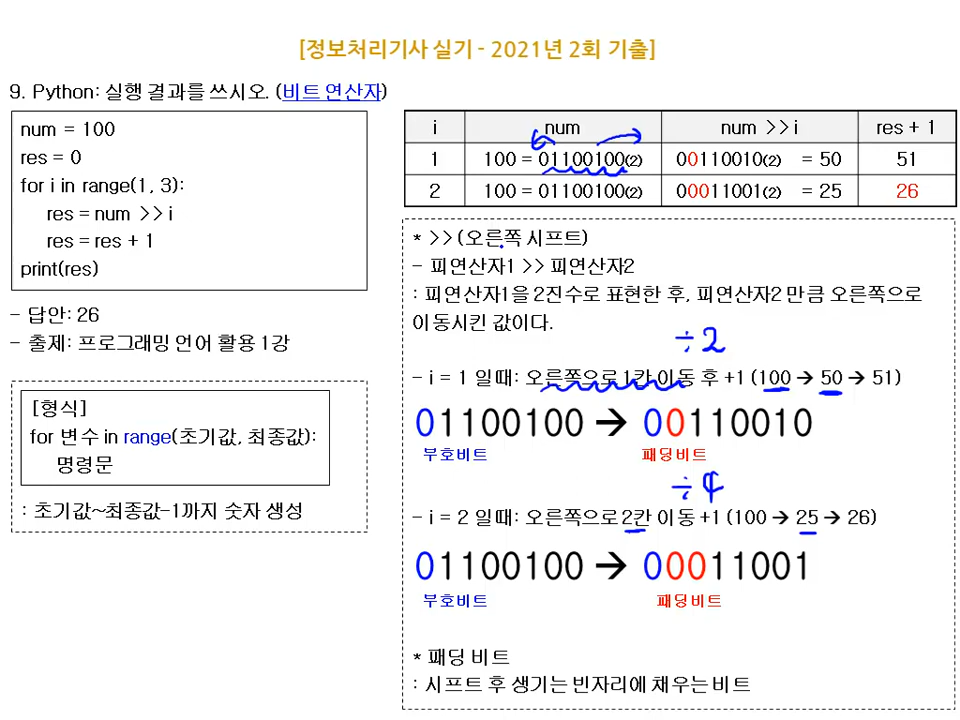 [정보처리기사 실기 - 2021년 2회 기출]
9. Python: 실행 결과를 쓰시오. (비트 연산자)
num = 100
res = 0
for i in range(1, 3):
res = num >> i
res = res + 1
print(res)
- 답안: 26
- 출제: 프로그래밍 언어 활용 1강
[형식]
for 변수 in range(초기값, 최종값):
명령문
: 초기값~최종값-1까지 숫자 생성
i num num >> i res + 1
1 100 = 01100100(2) 00110010(2) = 50 51
2 100 = 01100100(2) 00011001(2) = 25 26
* >> (오른쪽 시프트)
- 피연산자1 >> 피연산자2
: 피연산자1을 2진수로 표현한 후, 피연산자2 만큼 오른쪽으로
이동시킨 값이다.
÷2
- i = 1 일때: 오른쪽으로 1칸 이동 후 +1 (100 → 50 → 51)
01100100 → 00110010
부호비트 패딩비트
÷4
- i = 2 일때: 오른쪽으로 2칸 이동 +1 (100 → 25 → 26)
01100100 → 00011001
부호비트 패딩비트
* 패딩 비트
: 시프트 후 생기는 빈자리에 채우는 비트